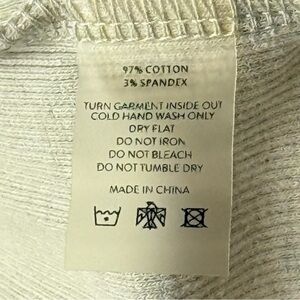 97% COTTON
3% SPANDEX
TURN GARMENT INSIDE OUT
COLD HAND WASH ONLY
DRY FLAT
DO NOT IRON
DO NOT BLEACH
DO NOT TUMBLE DRY
MADE IN CHINA